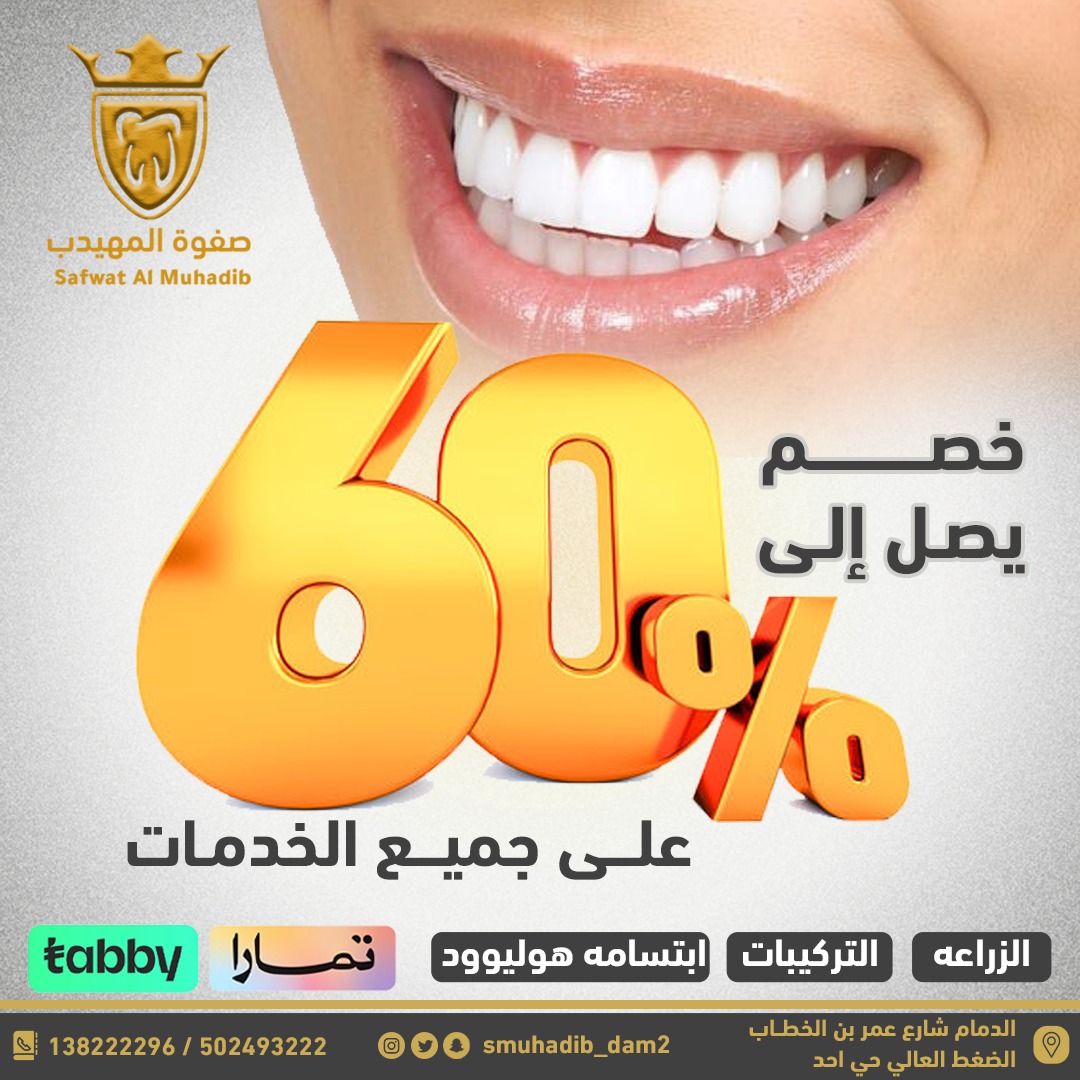 صفوة المهيدب
Safwat Al Muhadib
خصم
يصل إلى
60%
على جميع الخدمات
الزراعه
التركيبات
ابتسامه هوليوود
تمارا
tabby
الدمام شارع عمر بن الخطاب
الضغط العالي حي احد
smuhadib_dam2
138222296 / 502493222